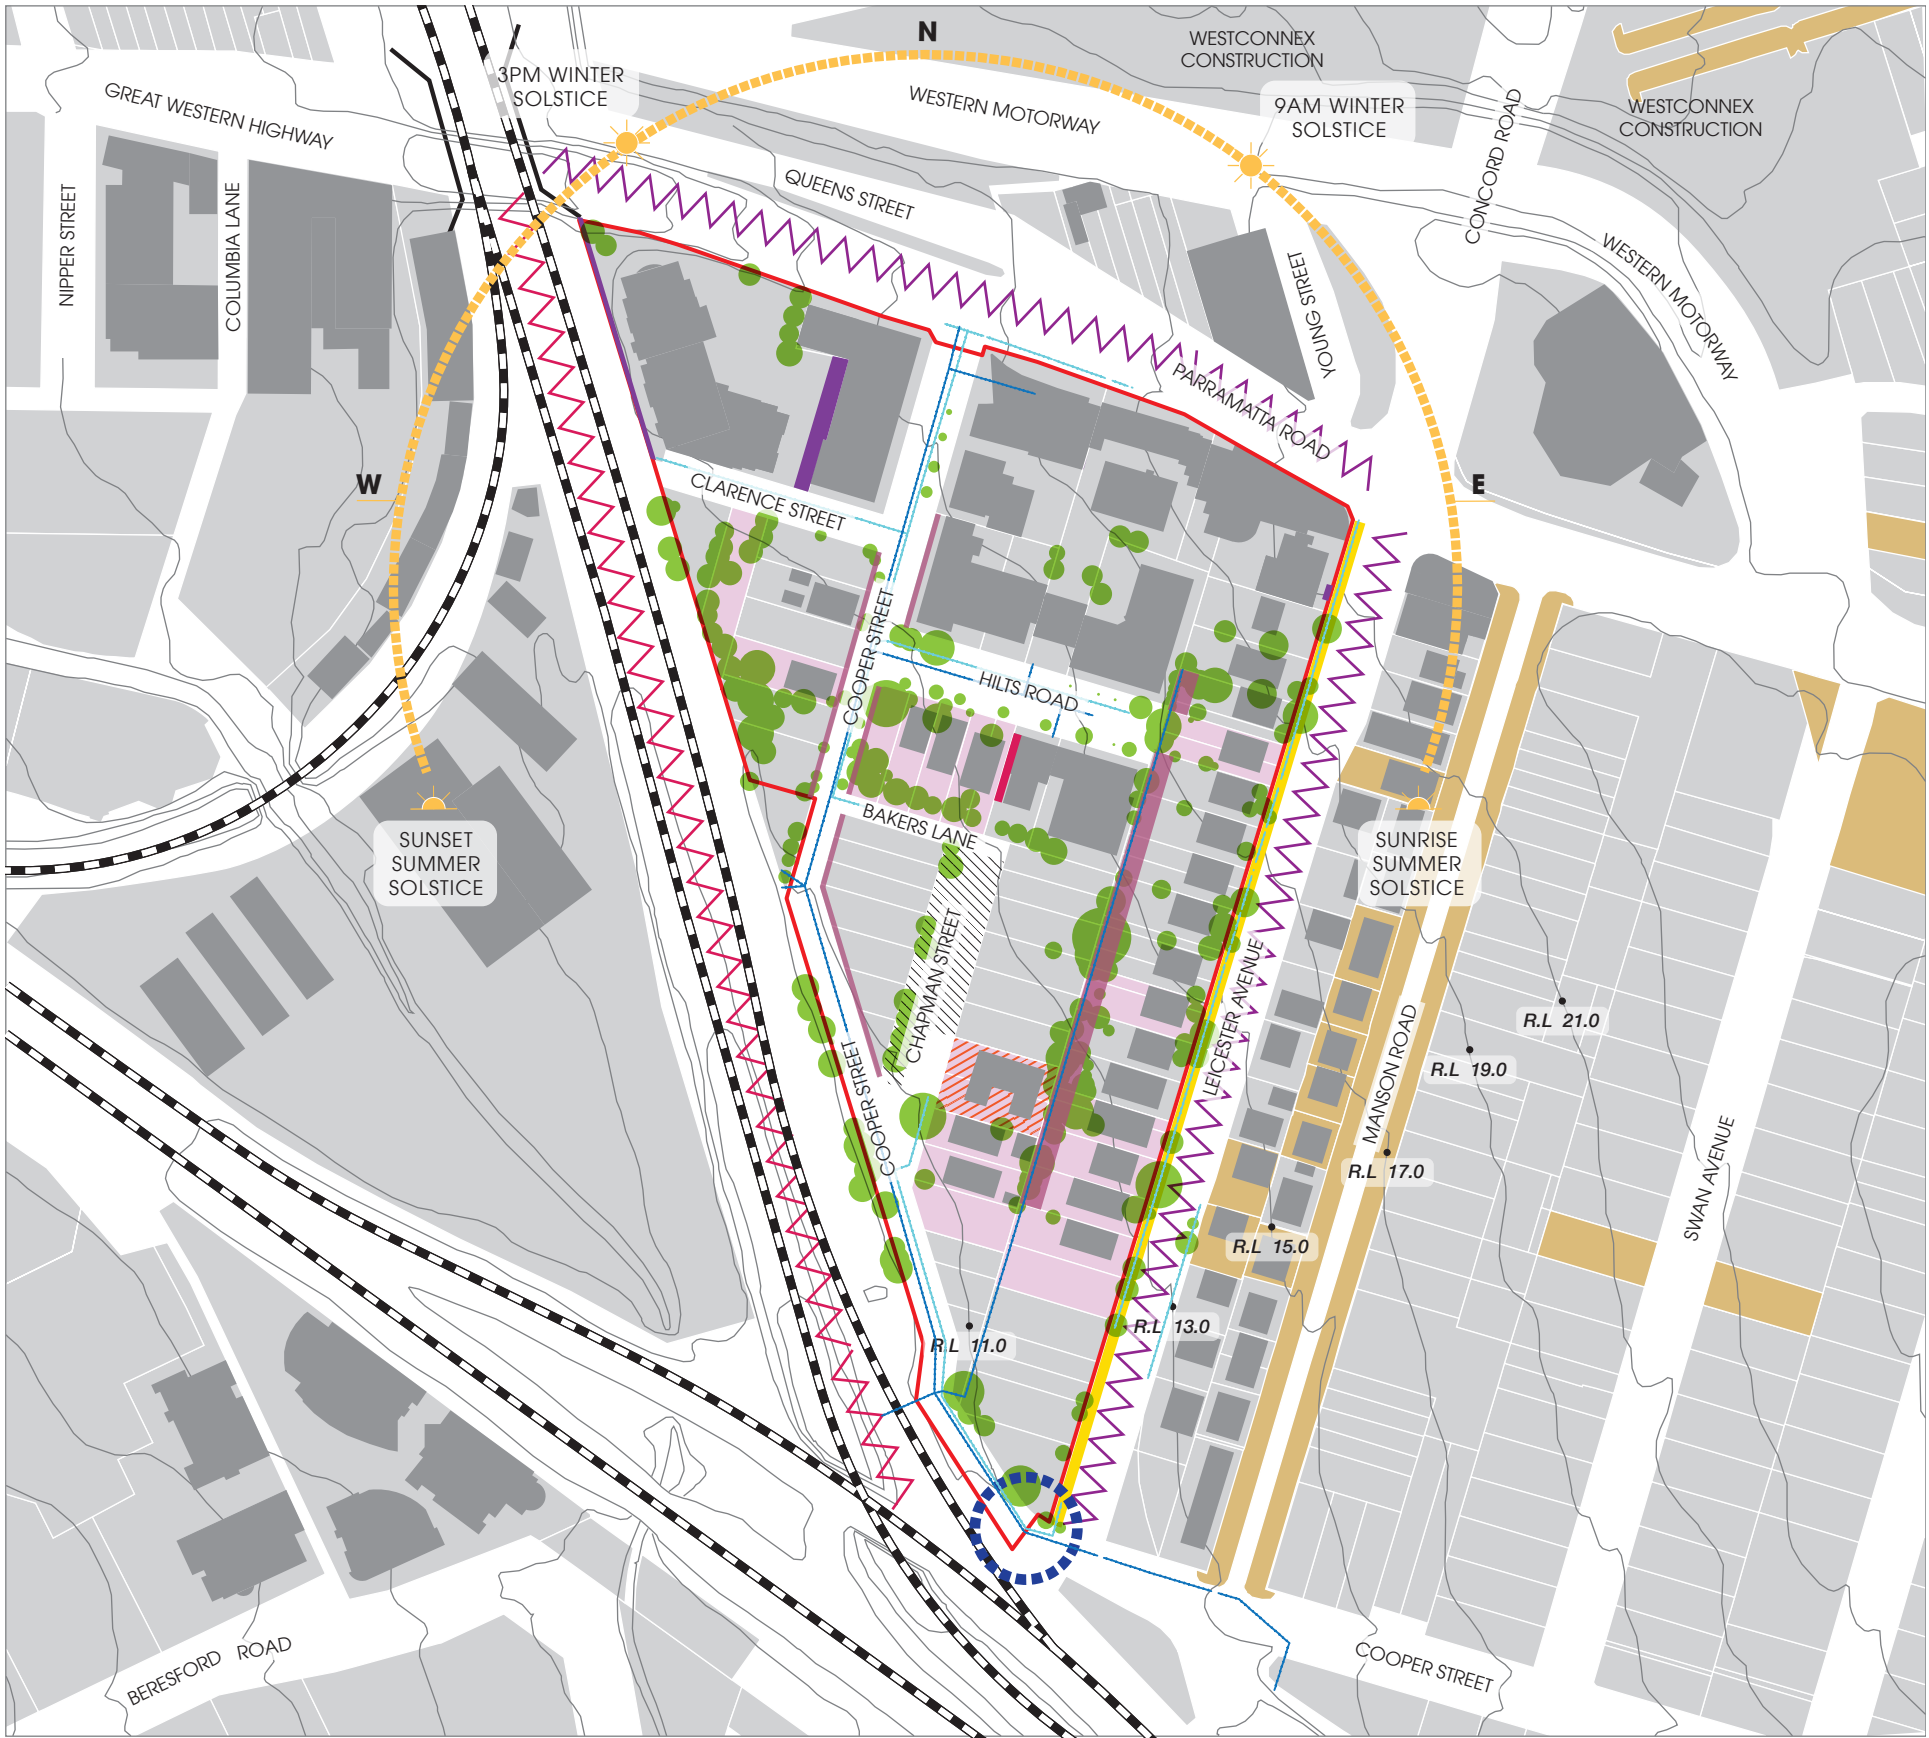 N
WESTCONNEX
CONSTRUCTION
3PM WINTER
SOLSTICE
GREAT WESTERN HIGHWAY
WESTERN MOTORWAY
9AM WINTER
SOLSTICE
CONCORD ROAD
WESTCONNEX
CONSTRUCTION
NIPPER STREET
COLUMBIA LANE
QUEENS STREET
YOUNG STREET
WESTERN MOTORWAY
PARRAMATTA ROAD
W
E
CLARENCE STREET
COOPER STREET
HILTS ROAD
BAKERS LANE
SUNSET
SUMMER
SOLSTICE
SUNRISE
SUMMER
SOLSTICE
CHAPMAN STREET
LEICESTER AVENUE
MANSON ROAD
R.L 21.0
R.L 19.0
COOPER STREET
R.L 17.0
SWAN AVENUE
R.L 15.0
R.L 13.0
R.L 11.0
BERESFORD ROAD
COOPER STREET